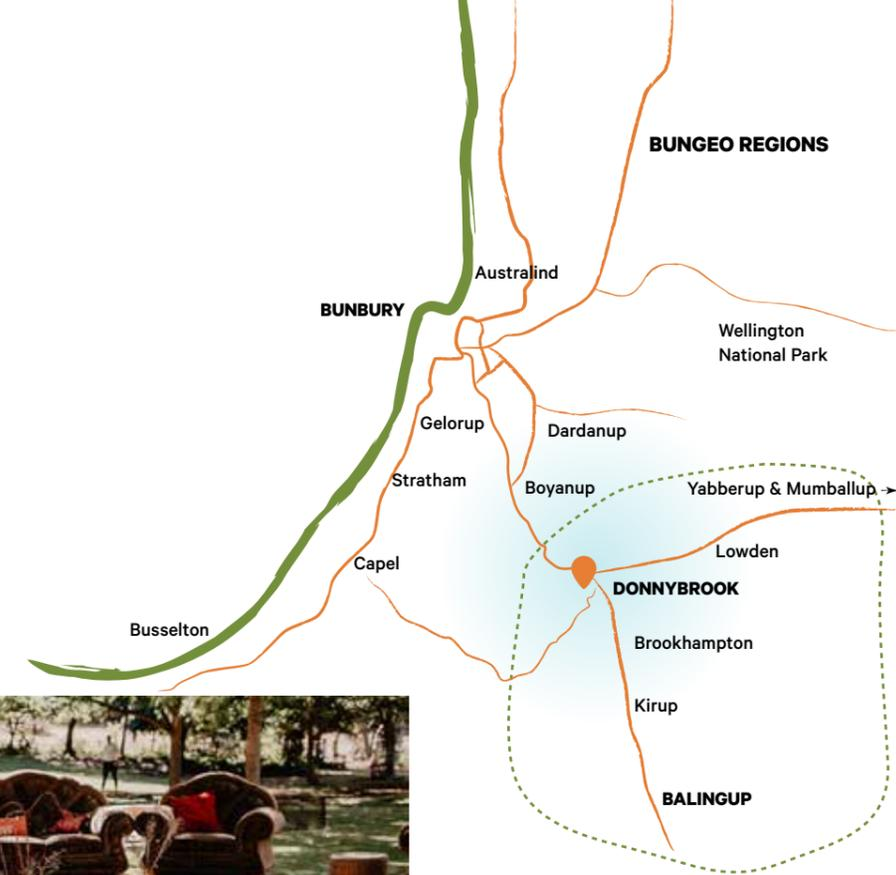 BUNGEO REGIONS
Australind
BUNBURY
Wellington
National Park
Gelorup
Dardanup
Stratham
Boyanup
Yabberup & Mumballup
Lowden
Capel
DONNYBROOK
Busselton
Brookhampton
Kirup
BALINGUP